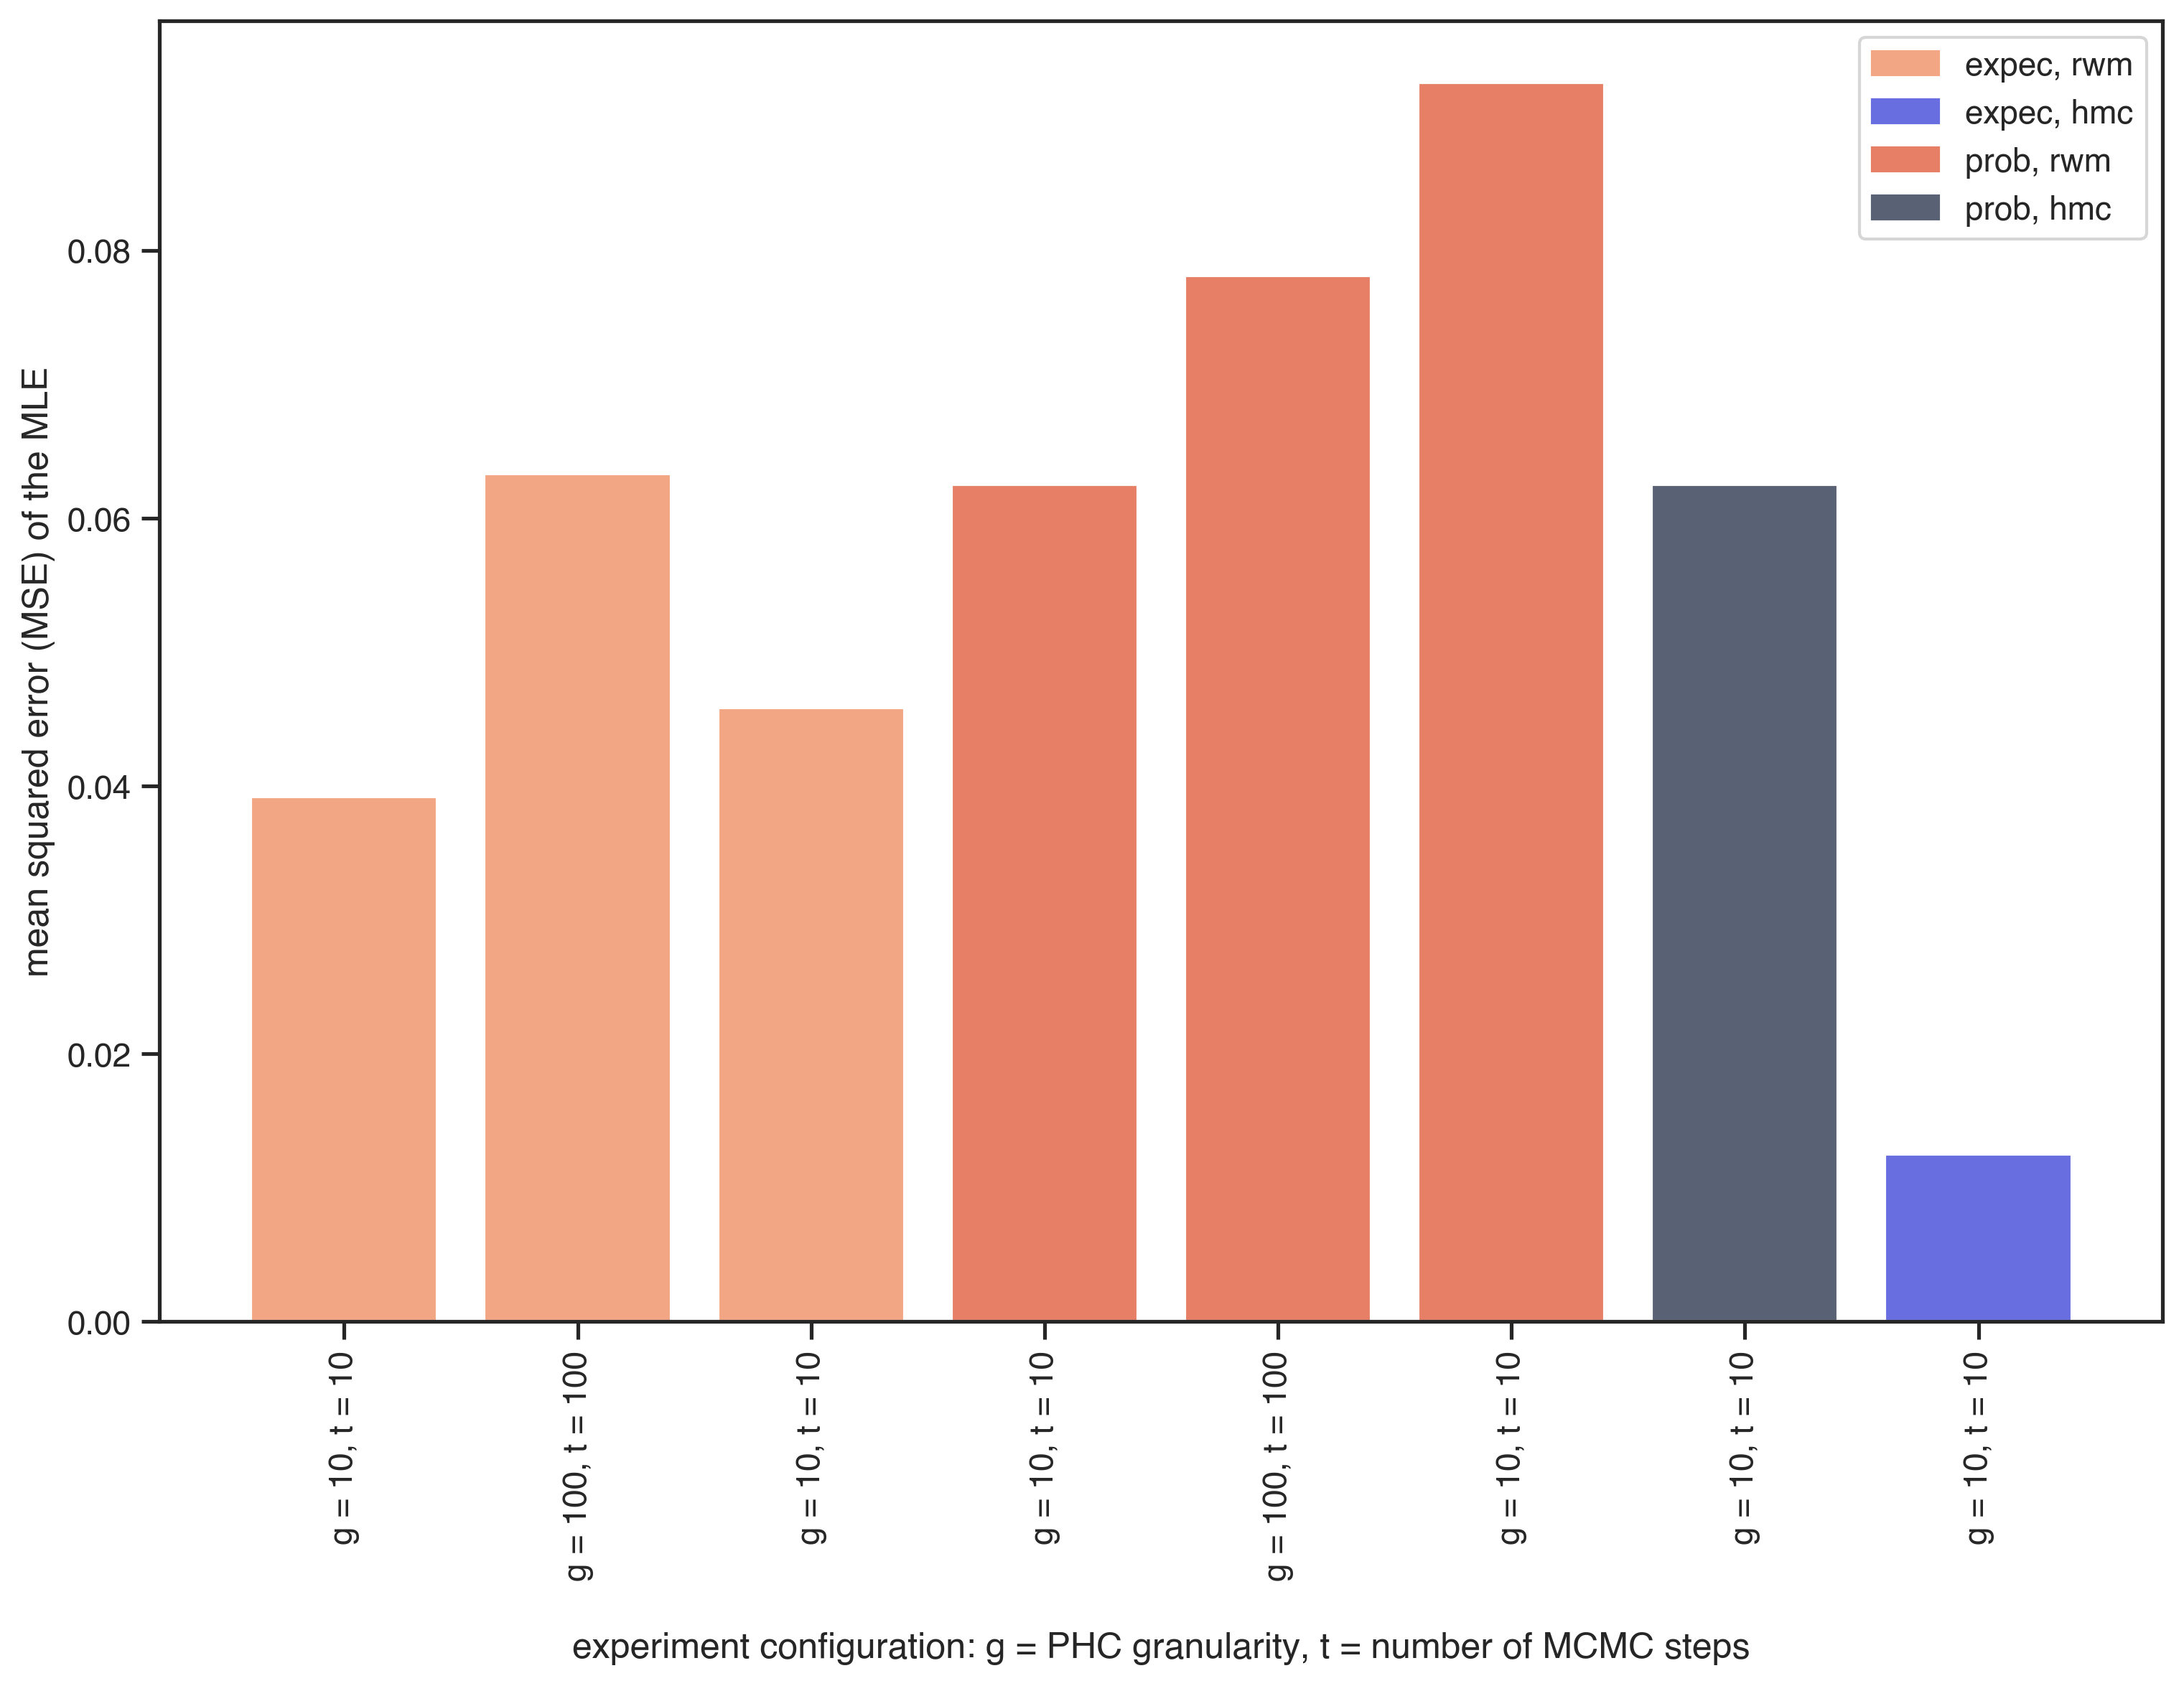 expec, rwm
expec, hmc
prob, rwm
prob, hmc
mean squared error (MSE) of the MLE
0.08
0.06
0.04
0.02
0.00
g = 10, t = 10
g = 100, t = 100
g = 10, t = 10
g = 10, t = 10
g = 100, t = 100
g = 10, t = 10
g = 10, t = 10
g = 10, t = 10
experiment configuration: g = PHC granularity, t = number of MCMC steps